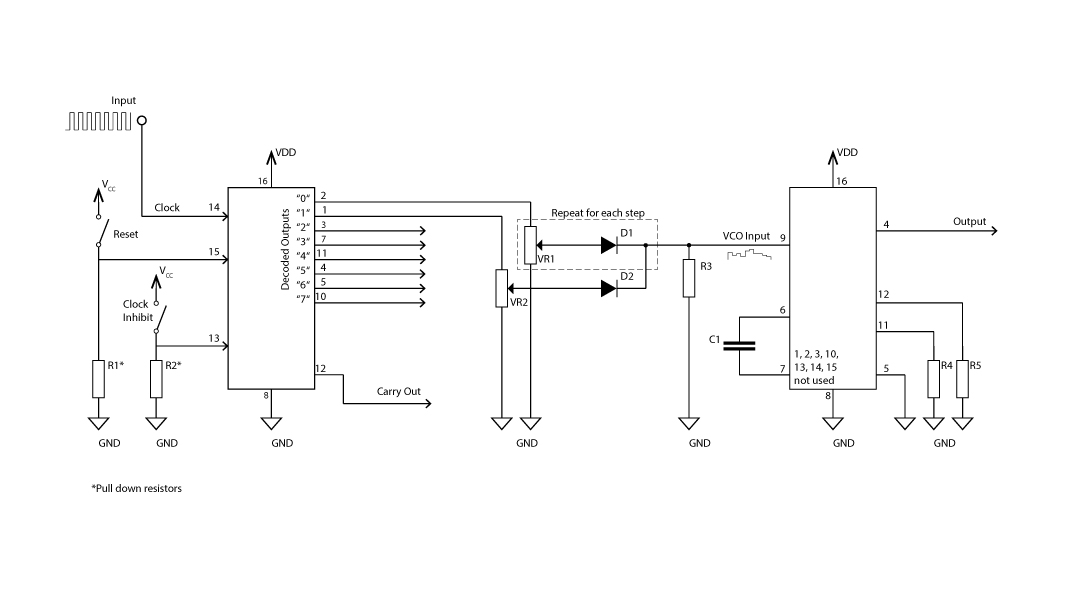 Input
VDD
VDD
16
16
VCC
"0"
2
Clock
14
"1"
1
Repeat for each step
"2"
3
4
Output
Reset
Decoded Outputs
"3"
7
D1
VCO Input
9
15
"4"
11
VR1
R3
VCC
"5"
4
D2
"6"
5
12
Clock
Inhibit
"7"
10
VR2
6
11
13
C1
R1*
R2*
12
7
1, 2, 3, 10,
13, 14, 15
not used
5
R4
R5
8
Carry Out
8
GND
GND
GND
GND
GND
GND
GND
*Pull down resistors